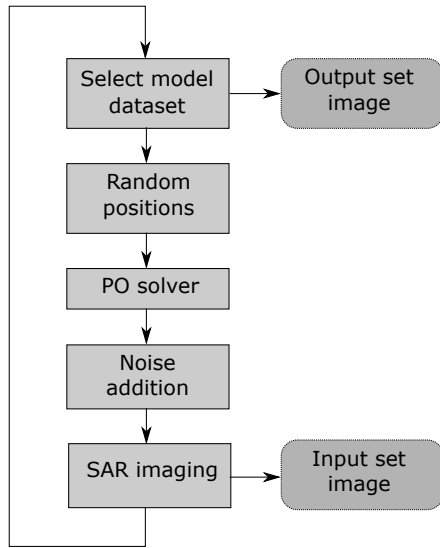 Select model
dataset
Output set
image
Random
positions
PO solver
Noise
addition
SAR imaging
Input set
image